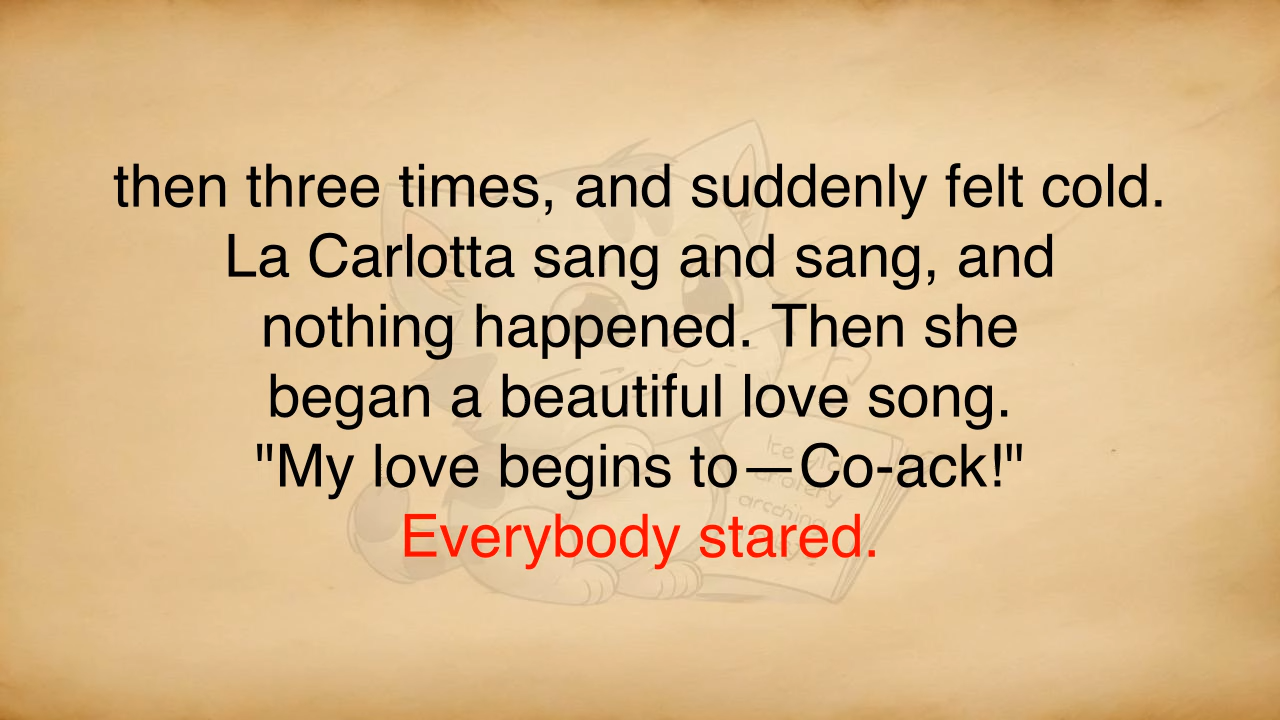 then three times, and suddenly felt cold.
La Carlotta sang and sang, and
nothing happened. Then she
began a beautiful love song.
"My love begins to—Co-ack!"
Everybody stared.